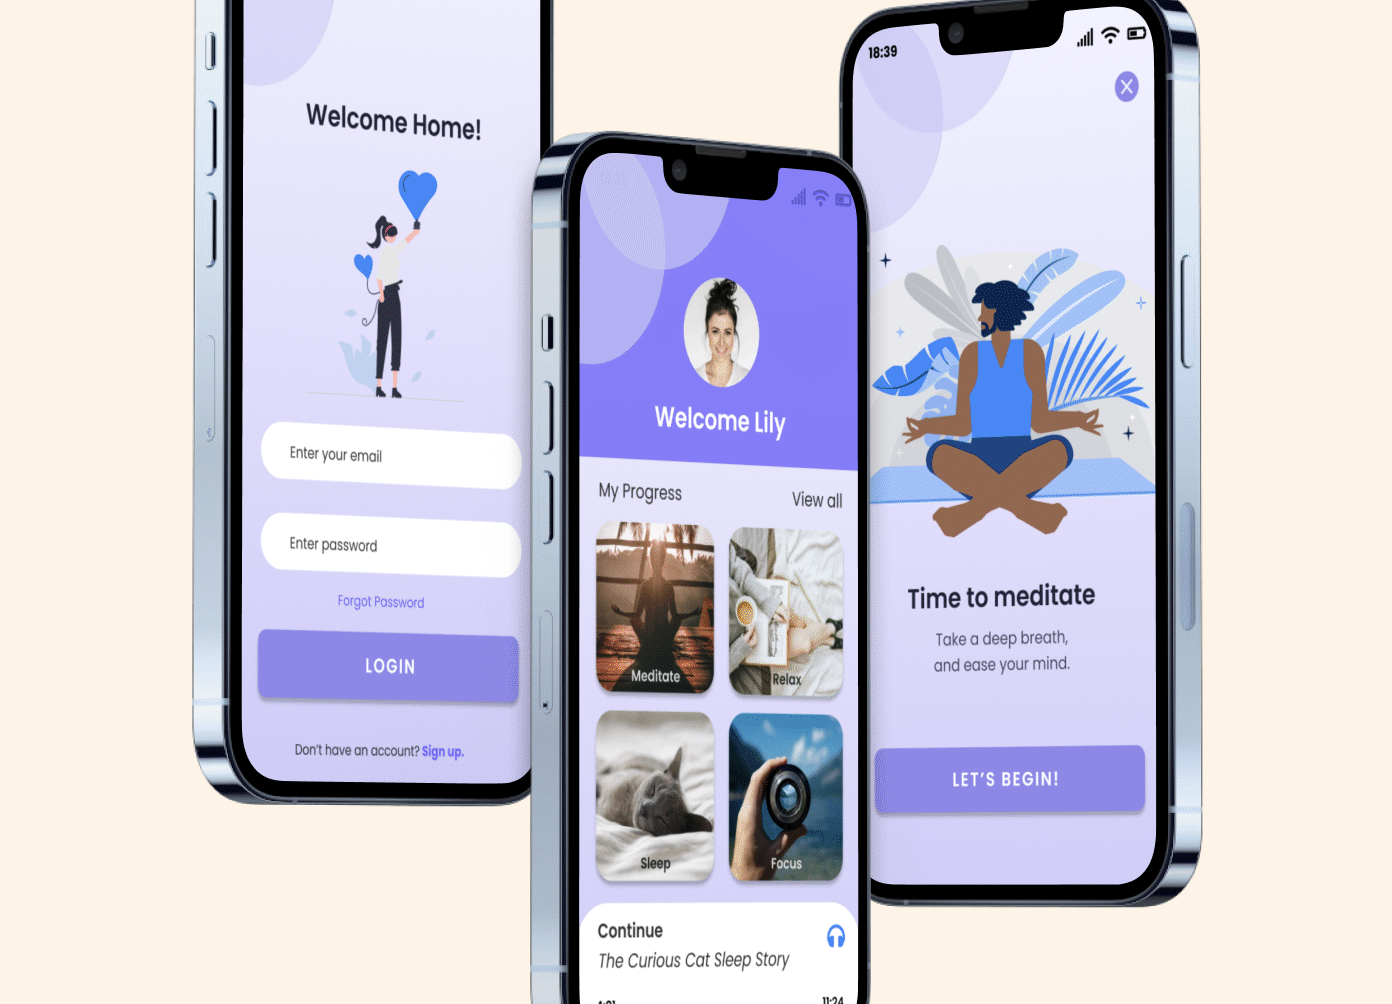 Welcome Home!
Enter your email
Enter password
Forgot Password
LOGIN
Don't have an account? Sign up.
Welcome Lily
My Progress
View all
Meditate
Relax
Sleep
Focus
Continue
The Curious Cat Sleep Story
11:24
18:39
X
Time to meditate
Take a deep breath,
and ease your mind.
LET'S BEGIN!